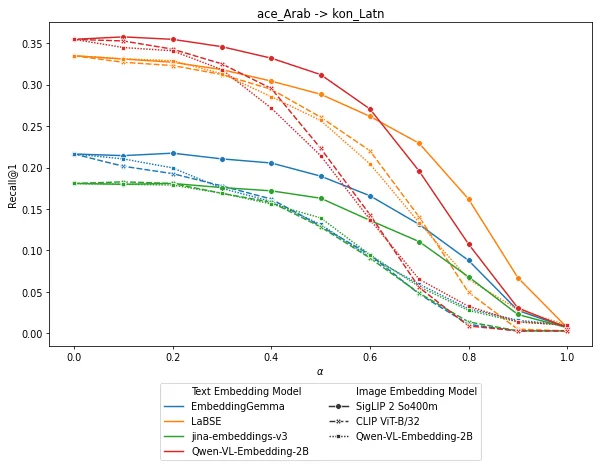 ace_Arab -> kon_Latn
Recall@1
0.35
0.30
0.25
0.20
0.15
0.10
0.05
0.00
0.0 0.2 0.4 0.6 0.8 1.0
α
Text Embedding Model Image Embedding Model
EmbeddingGemma SigLIP 2 So400m
LaBSE CLIP ViT-B/32
jina-embeddings-v3 Qwen-VL-Embedding-2B
Qwen-VL-Embedding-2B